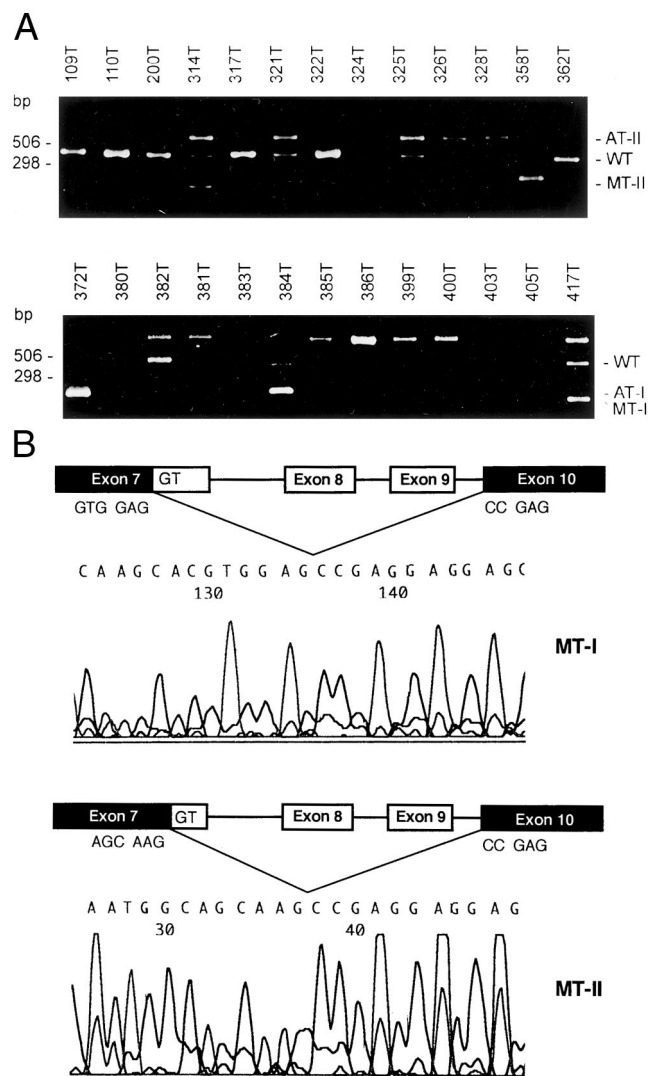 A
109T 110T 200T 314T 317T 321T 322T 324T 325T 326T 328T 358T 362T
bp
506 - - AT-II
298 - - WT
- MT-II
372T 380T 382T 381T 383T 384T 385T 386T 399T 400T 403T 405T 417T
bp
506 - - WT
298 -
- AT-I
MT-I
B
Exon 7 GT Exon 8 Exon 9 Exon 10
GTG GAG CC GAG
C A A G C A C G T G G A G C C G A G G A G G A G C
130 140
MT-I
Exon 7 GT Exon 8 Exon 9 Exon 10
AGC AAG CC GAG
A A T G G C A G C A A G C C G A G G A G G A G
30 40
MT-II